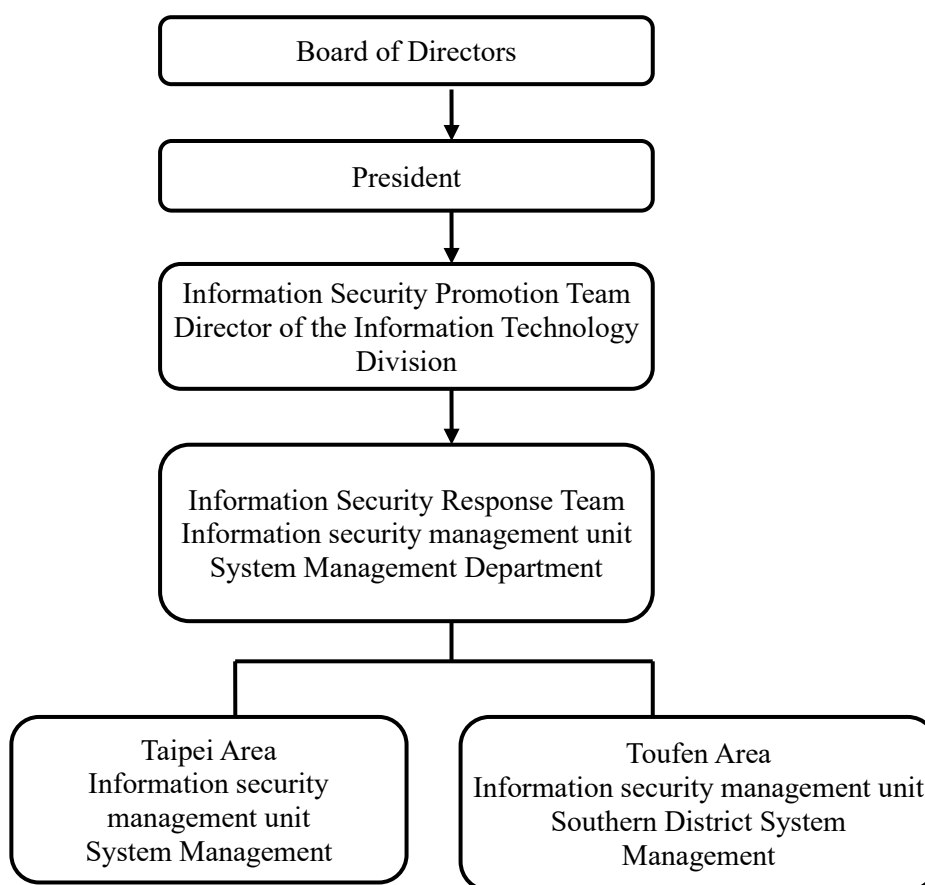 Board of Directors
President
Information Security Promotion Team
Director of the Information Technology
Division
Information Security Response Team
Information security management unit
System Management Department
Taipei Area
Information security
management unit
System Management
Toufen Area
Information security management unit
Southern District System
Management